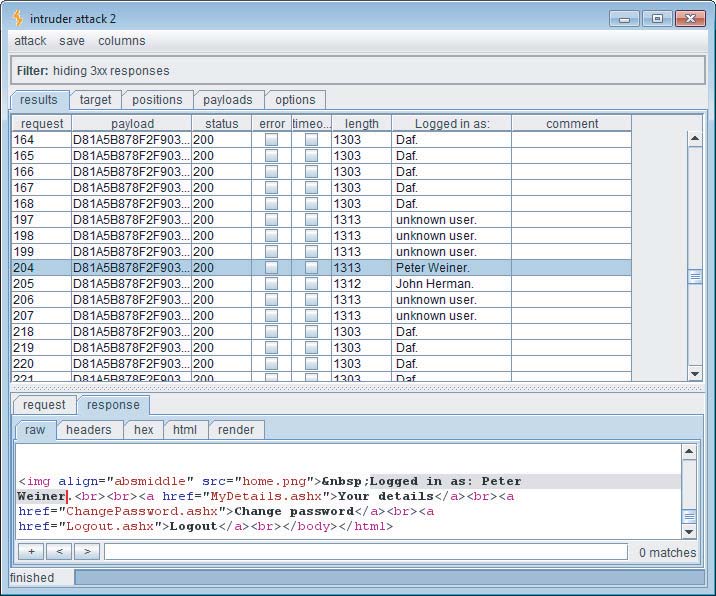 intruder attack 2
attack save columns
Filter: hiding 3xx responses
results target positions payloads options
request payload status error timeo... length Logged in as: comment
164 D81A5B878F2F903... 200 1303 Daf.
165 D81A5B878F2F903... 200 1303 Daf.
166 D81A5B878F2F903... 200 1303 Daf.
167 D81A5B878F2F903... 200 1303 Daf.
168 D81A5B878F2F903... 200 1303 Daf.
197 D81A5B878F2F903... 200 1313 unknown user.
198 D81A5B878F2F903... 200 1313 unknown user.
199 D81A5B878F2F903... 200 1313 unknown user.
204 D81A5B878F2F903... 200 1313 Peter Weiner.
205 D81A5B878F2F903... 200 1312 John Herman.
206 D81A5B878F2F903... 200 1313 unknown user.
207 D81A5B878F2F903... 200 1313 unknown user.
218 D81A5B878F2F903... 200 1303 Daf.
219 D81A5B878F2F903... 200 1303 Daf.
220 D81A5B878F2F903... 200 1303 Daf.
221 D81A5B878F2F903... 200 1303 Daf.
request response
raw headers hex html render
<img align="absmiddle" src="home.png">&nbsp;Logged in as: Peter
Weiner.<br><br><a href="MyDetails.ashx">Your details</a><br><a
href="ChangePassword.ashx">Change password</a><br><a
href="Logout.ashx">Logout</a><br></body></html>
+ < > 0 matches
finished